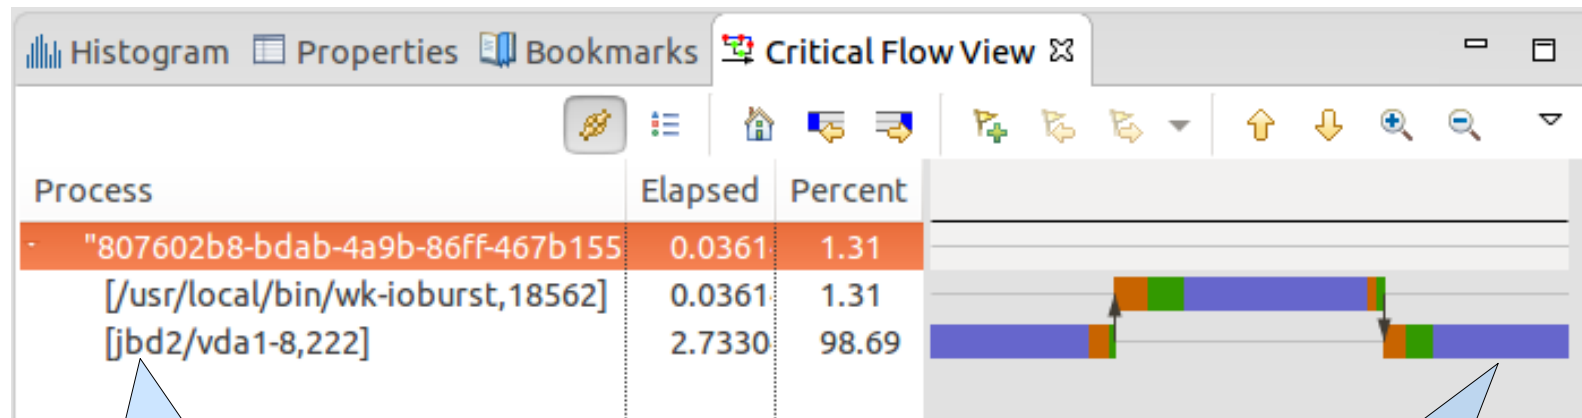 Histogram Properties Bookmarks Critical Flow View
Process Elapsed Percent
"807602b8-bdab-4a9b-86ff-467b155 0.0361 1.31
[/usr/local/bin/wk-ioburst,18562] 0.0361 1.31
[jbd2/vda1-8,222] 2.7330 98.69